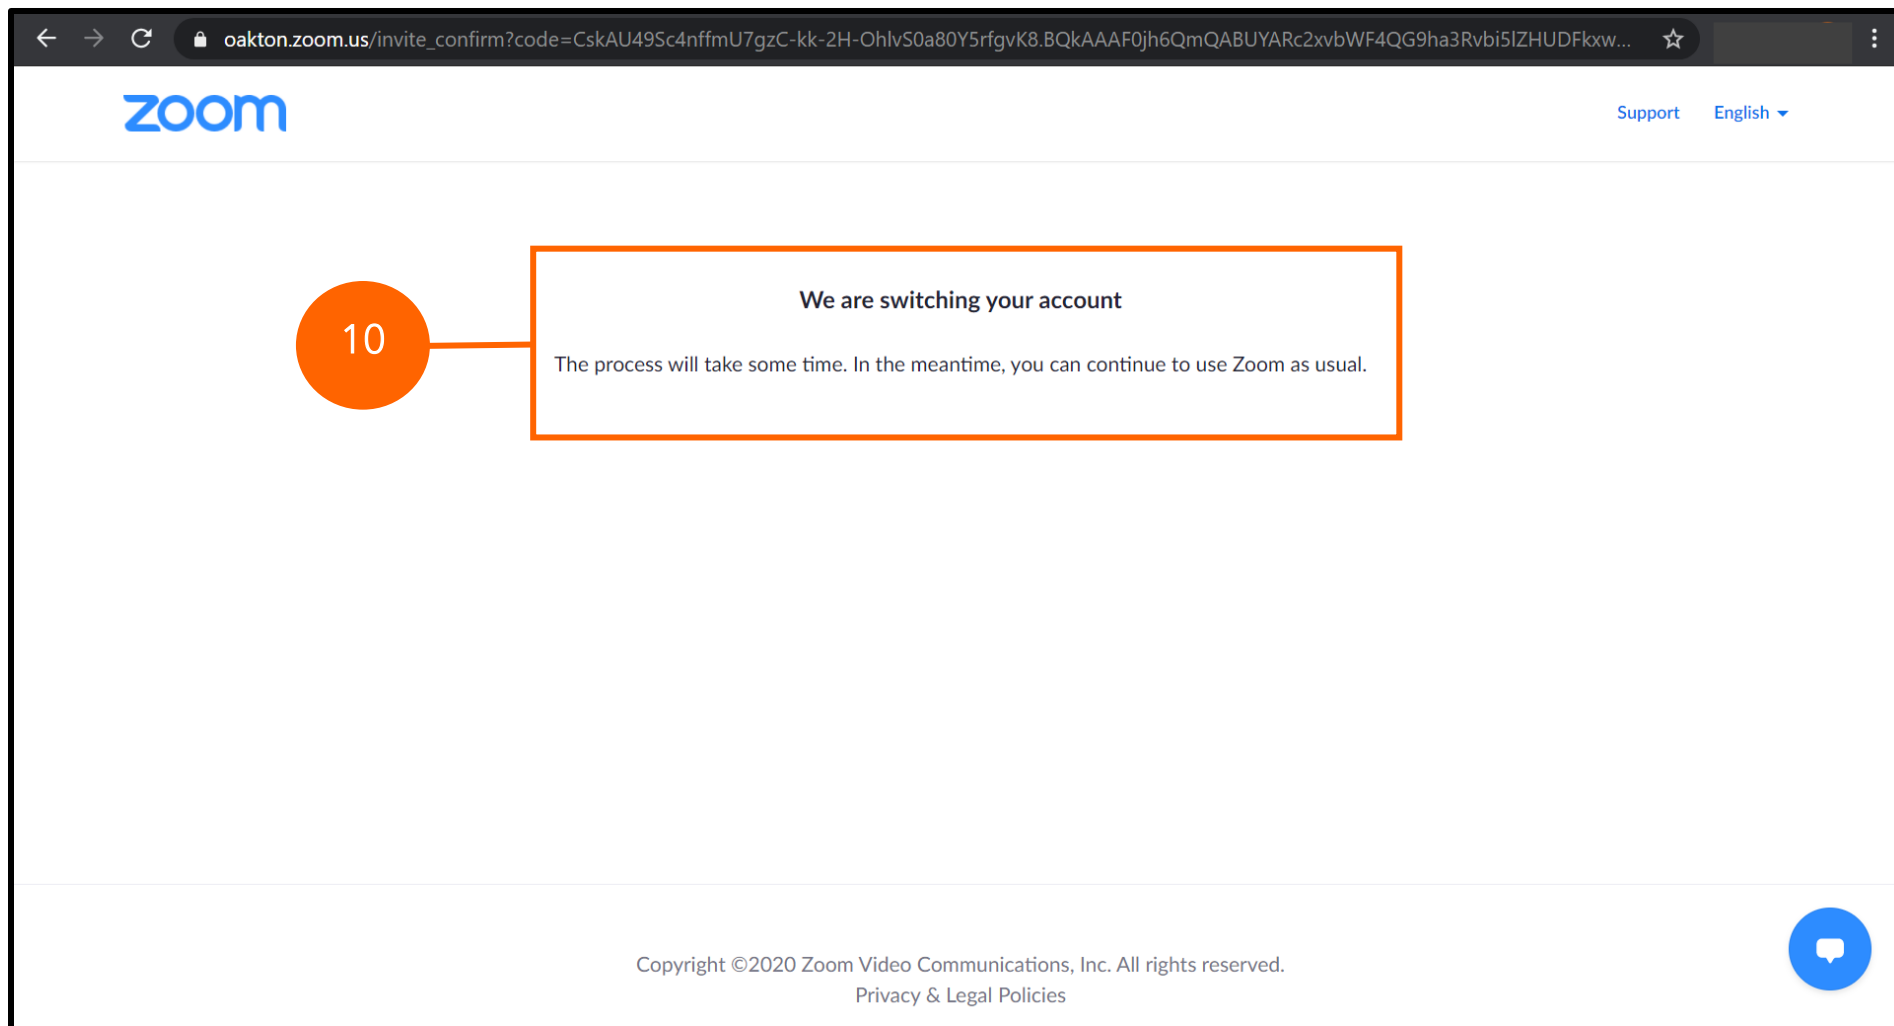 oakton.zoom.us/invite_confirm?code=CskAU49Sc4nffmU7gzC-kk-2H-OhlvS0a80Y5rfgvK8.BQkAAAF0jh6QmQABUYARc2xvbWF4QG9ha3Rvbi5lZHUDFkxw...
zoom
Support English
We are switching your account
10
The process will take some time. In the meantime, you can continue to use Zoom as usual.
Copyright ©2020 Zoom Video Communications, Inc. All rights reserved.
Privacy & Legal Policies